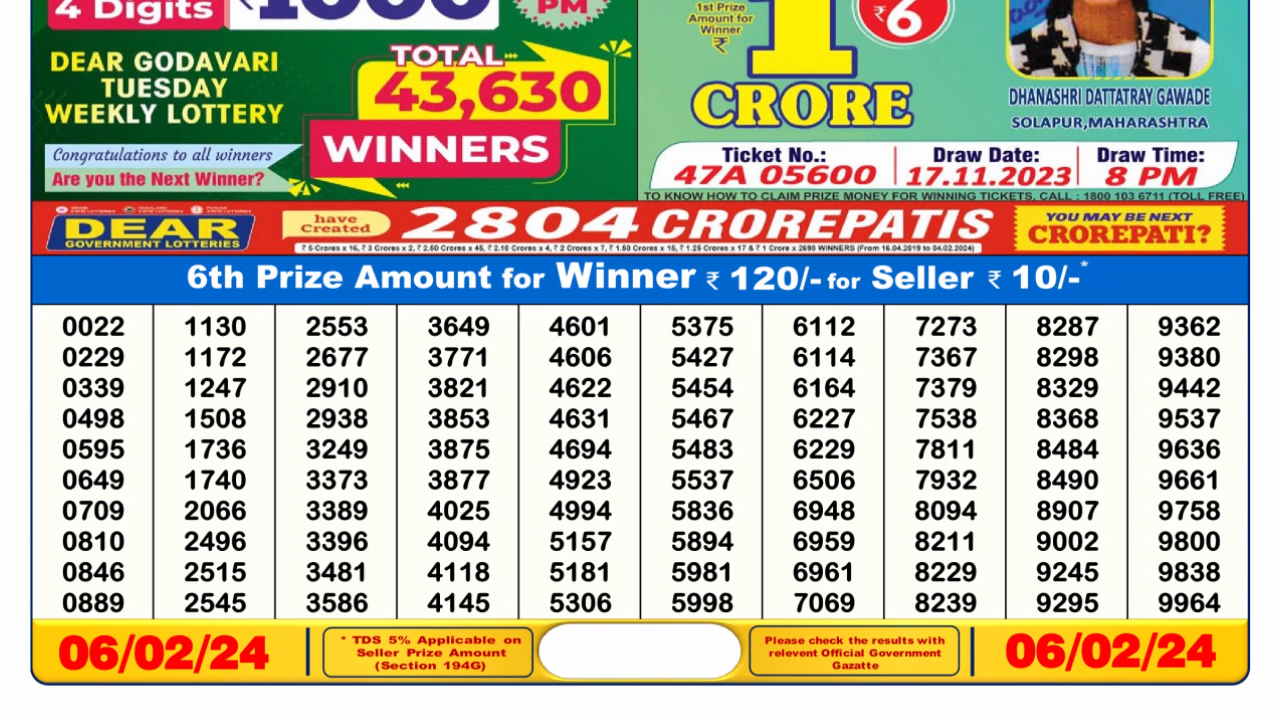 4 Digits ₹1000
PM
DEAR GODAVARI
TUESDAY
WEEKLY LOTTERY
Congratulations to all winners
Are you the Next Winner?
TOTAL
43,630
WINNERS
1st Prize
Amount for
Winner
₹
1
CRORE
₹6
DHANASHRI DATTATRAY GAWADE
SOLAPUR,MAHARASHTRA
Ticket No.: Draw Date: Draw Time:
47A 05600 17.11.2023 8 PM
TO KNOW HOW TO CLAIM PRIZE MONEY FOR WINNING TICKETS, CALL : 1800 103 6711 (TOLL FREE)
DEAR
GOVERNMENT LOTTERIES
have
Created
2804 CROREPATIS
₹ 5 Crores x 16, ₹ 3 Crores x 2, ₹ 2.50 Crores x 45, ₹ 2.10 Crores x 4, ₹ 2 Crores x 7, ₹ 1.50 Crores x 15, ₹ 1.25 Crores x 17 & ₹ 1 Crore x 2698 WINNERS (From 16.04.2019 to 04.02.2024)
YOU MAY BE NEXT
CROREPATI?
6th Prize Amount for Winner ₹ 120/- for Seller ₹ 10/-*
0022 1130 2553 3649 4601 5375 6112 7273 8287 9362
0229 1172 2677 3771 4606 5427 6114 7367 8298 9380
0339 1247 2910 3821 4622 5454 6164 7379 8329 9442
0498 1508 2938 3853 4631 5467 6227 7538 8368 9537
0595 1736 3249 3875 4694 5483 6229 7811 8484 9636
0649 1740 3373 3877 4923 5537 6506 7932 8490 9661
0709 2066 3389 4025 4994 5836 6948 8094 8907 9758
0810 2496 3396 4094 5157 5894 6959 8211 9002 9800
0846 2515 3481 4118 5181 5981 6961 8229 9245 9838
0889 2545 3586 4145 5306 5998 7069 8239 9295 9964
06/02/24
* TDS 5% Applicable on
Seller Prize Amount
(Section 194G)
Please check the results with
relevent Official Government
Gazatte
06/02/24